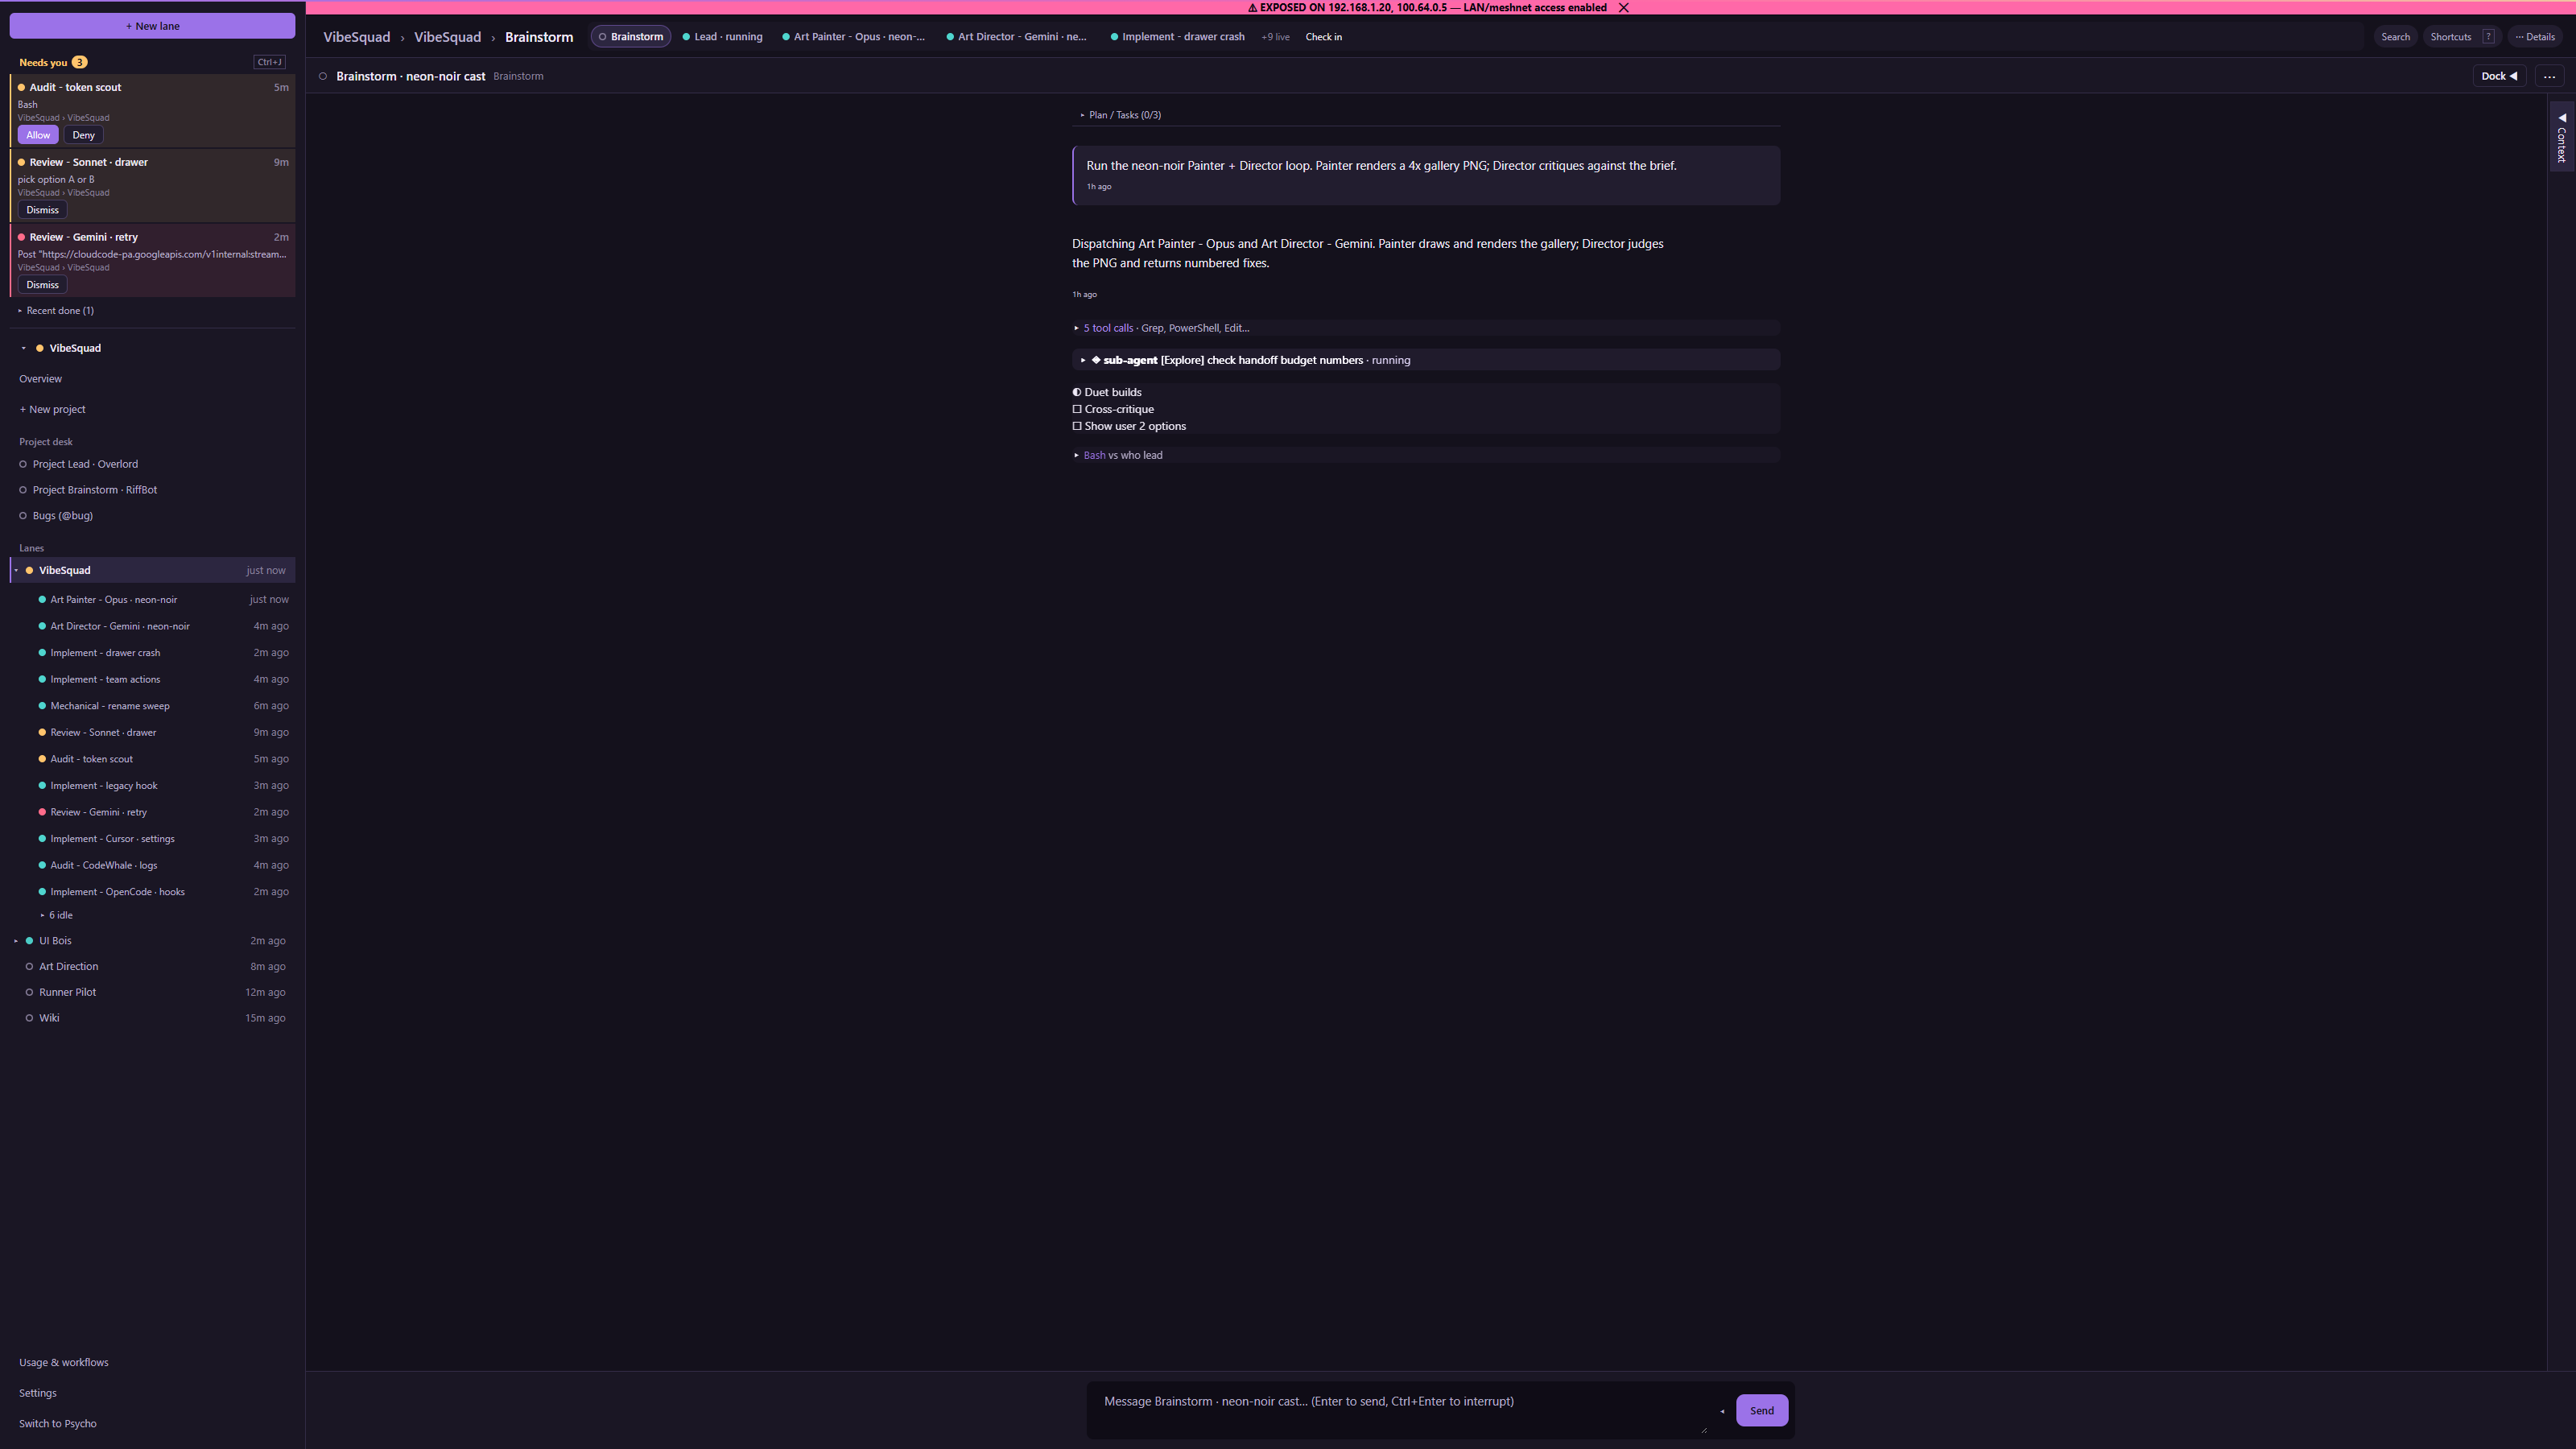 ⚠ EXPOSED ON 192.168.1.20, 100.64.0.5 — LAN/meshnet access enabled ✕
+ New lane
Needs you 3 Ctrl+J
Audit - token scout 5m
Bash
VibeSquad › VibeSquad
Allow Deny
Review - Sonnet · drawer 9m
pick option A or B
VibeSquad › VibeSquad
Dismiss
Review - Gemini · retry 2m
Post "https://cloudcode-pa.googleapis.com/v1internal:stream...
VibeSquad › VibeSquad
Dismiss
▸ Recent done (1)
VibeSquad
Overview
+ New project
Project desk
Project Lead · Overlord
Project Brainstorm · RiffBot
Bugs (@bug)
Lanes
VibeSquad just now
Art Painter - Opus · neon-noir just now
Art Director - Gemini · neon-noir 4m ago
Implement - drawer crash 2m ago
Implement - team actions 4m ago
Mechanical - rename sweep 6m ago
Review - Sonnet · drawer 9m ago
Audit - token scout 5m ago
Implement - legacy hook 3m ago
Review - Gemini · retry 2m ago
Implement - Cursor · settings 3m ago
Audit - CodeWhale · logs 4m ago
Implement - OpenCode · hooks 2m ago
▸ 6 idle
UI Bois 2m ago
Art Direction 8m ago
Runner Pilot 12m ago
Wiki 15m ago
Usage & workflows
Settings
Switch to Psycho
VibeSquad › VibeSquad › Brainstorm
Brainstorm Lead · running Art Painter - Opus · neon-... Art Director - Gemini · ne... Implement - drawer crash +9 live Check in
Search Shortcuts ? ··· Details
Brainstorm · neon-noir cast Brainstorm
Dock ◀ ...
◀ Context
▸ Plan / Tasks (0/3)
Run the neon-noir Painter + Director loop. Painter renders a 4x gallery PNG; Director critiques against the brief.
1h ago
Dispatching Art Painter - Opus and Art Director - Gemini. Painter draws and renders the gallery; Director judges
the PNG and returns numbered fixes.
1h ago
▸ 5 tool calls · Grep, PowerShell, Edit...
▸ ◆ sub-agent [Explore] check handoff budget numbers · running
◐ Duet builds
☐ Cross-critique
☐ Show user 2 options
▸ Bash vs who lead
Message Brainstorm · neon-noir cast... (Enter to send, Ctrl+Enter to interrupt)
Send